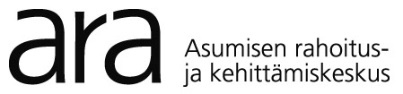 ara
Asumisen rahoitus-
ja kehittämiskeskus